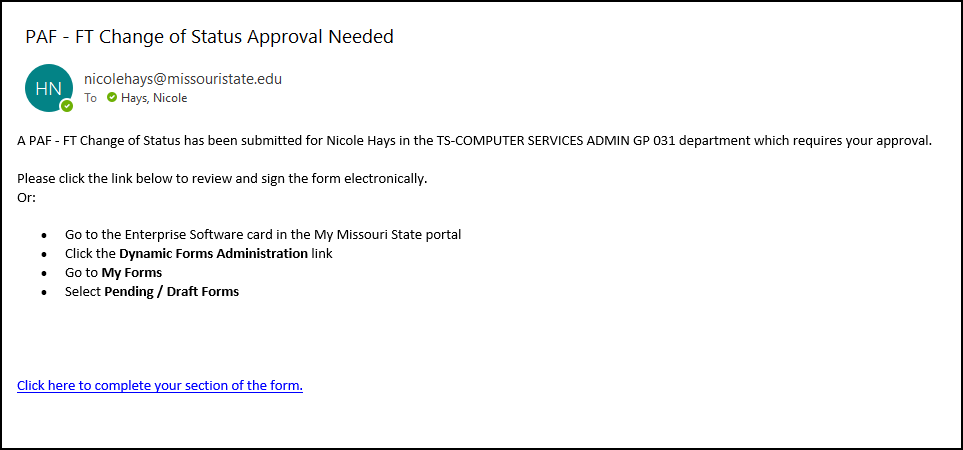 PAF - FT Change of Status Approval Needed
HN
nicolehays@missouristate.edu
To Hays, Nicole
A PAF - FT Change of Status has been submitted for Nicole Hays in the TS-COMPUTER SERVICES ADMIN GP 031 department which requires your approval.
Please click the link below to review and sign the form electronically.
Or:
• Go to the Enterprise Software card in the My Missouri State portal
• Click the Dynamic Forms Administration link
• Go to My Forms
• Select Pending / Draft Forms
Click here to complete your section of the form.